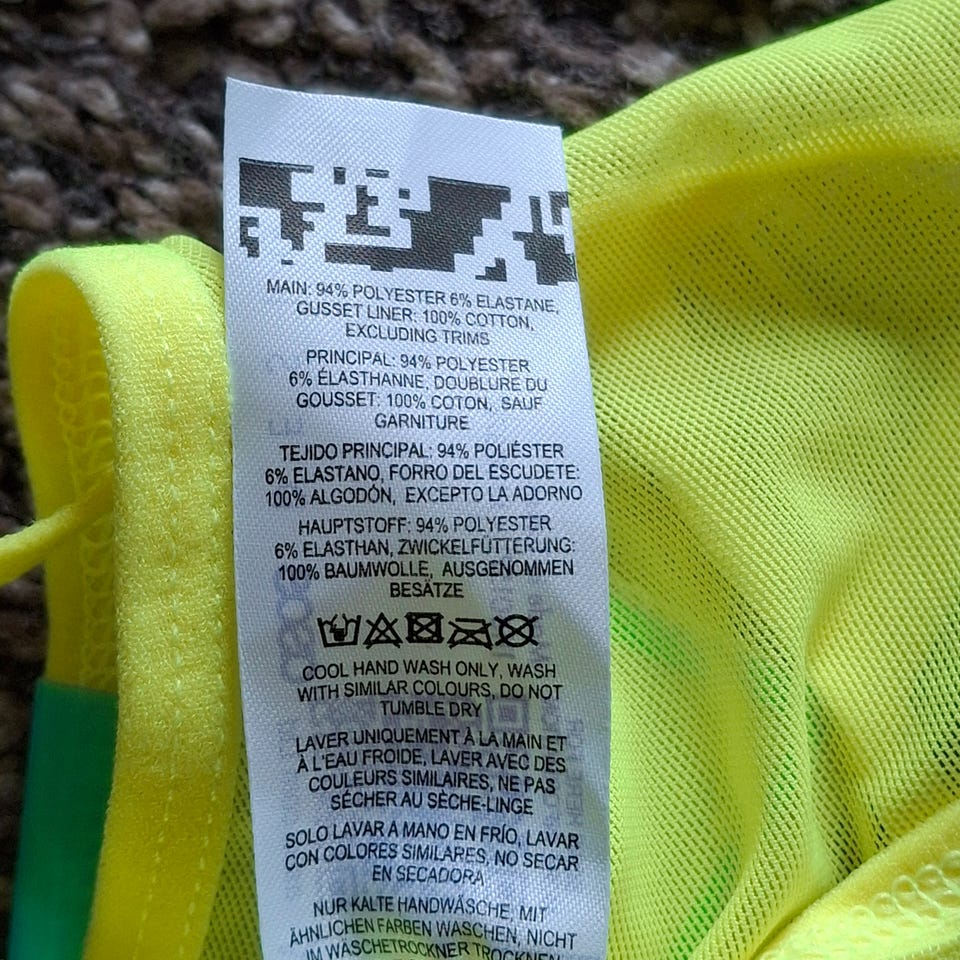 MAIN: 94% POLYESTER 6% ELASTANE,
GUSSET LINER: 100% COTTON,
EXCLUDING TRIMS
PRINCIPAL: 94% POLYESTER
6% ÉLASTHANNE, DOUBLURE DU
GOUSSET: 100% COTON, SAUF
GARNITURE
TEJIDO PRINCIPAL: 94% POLIÉSTER
6% ELASTANO, FORRO DEL ESCUDETE:
100% ALGODÓN, EXCEPTO LA ADORNO
HAUPTSTOFF: 94% POLYESTER
6% ELASTHAN, ZWICKELFÜTTERUNG:
100% BAUMWOLLE, AUSGENOMMEN
BESÄTZE
COOL HAND WASH ONLY, WASH
WITH SIMILAR COLOURS, DO NOT
TUMBLE DRY
LAVER UNIQUEMENT À LA MAIN ET
À L'EAU FROIDE, LAVER AVEC DES
COULEURS SIMILAIRES, NE PAS
SÉCHER AU SÈCHE-LINGE
SOLO LAVAR A MANO EN FRÍO, LAVAR
CON COLORES SIMILARES, NO SECAR
EN SECADORA
NUR KALTE HANDWÄSCHE, MIT
ÄHNLICHEN FARBEN WASCHEN, NICHT
IM WÄSCHETROCKNER TROCKNEN